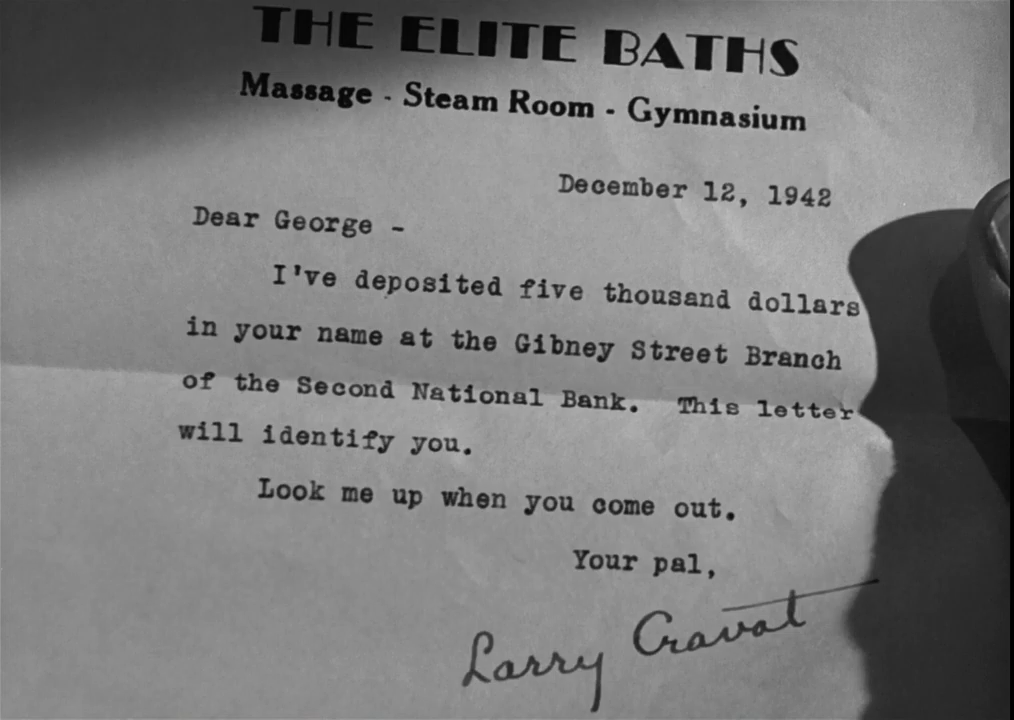 THE ELITE BATHS
Massage - Steam Room - Gymnasium
December 12, 1942
Dear George -
I've deposited five thousand dollars
in your name at the Gibney Street Branch
of the Second National Bank. This letter
will identify you.
Look me up when you come out.
Your pal,
Larry Cravat